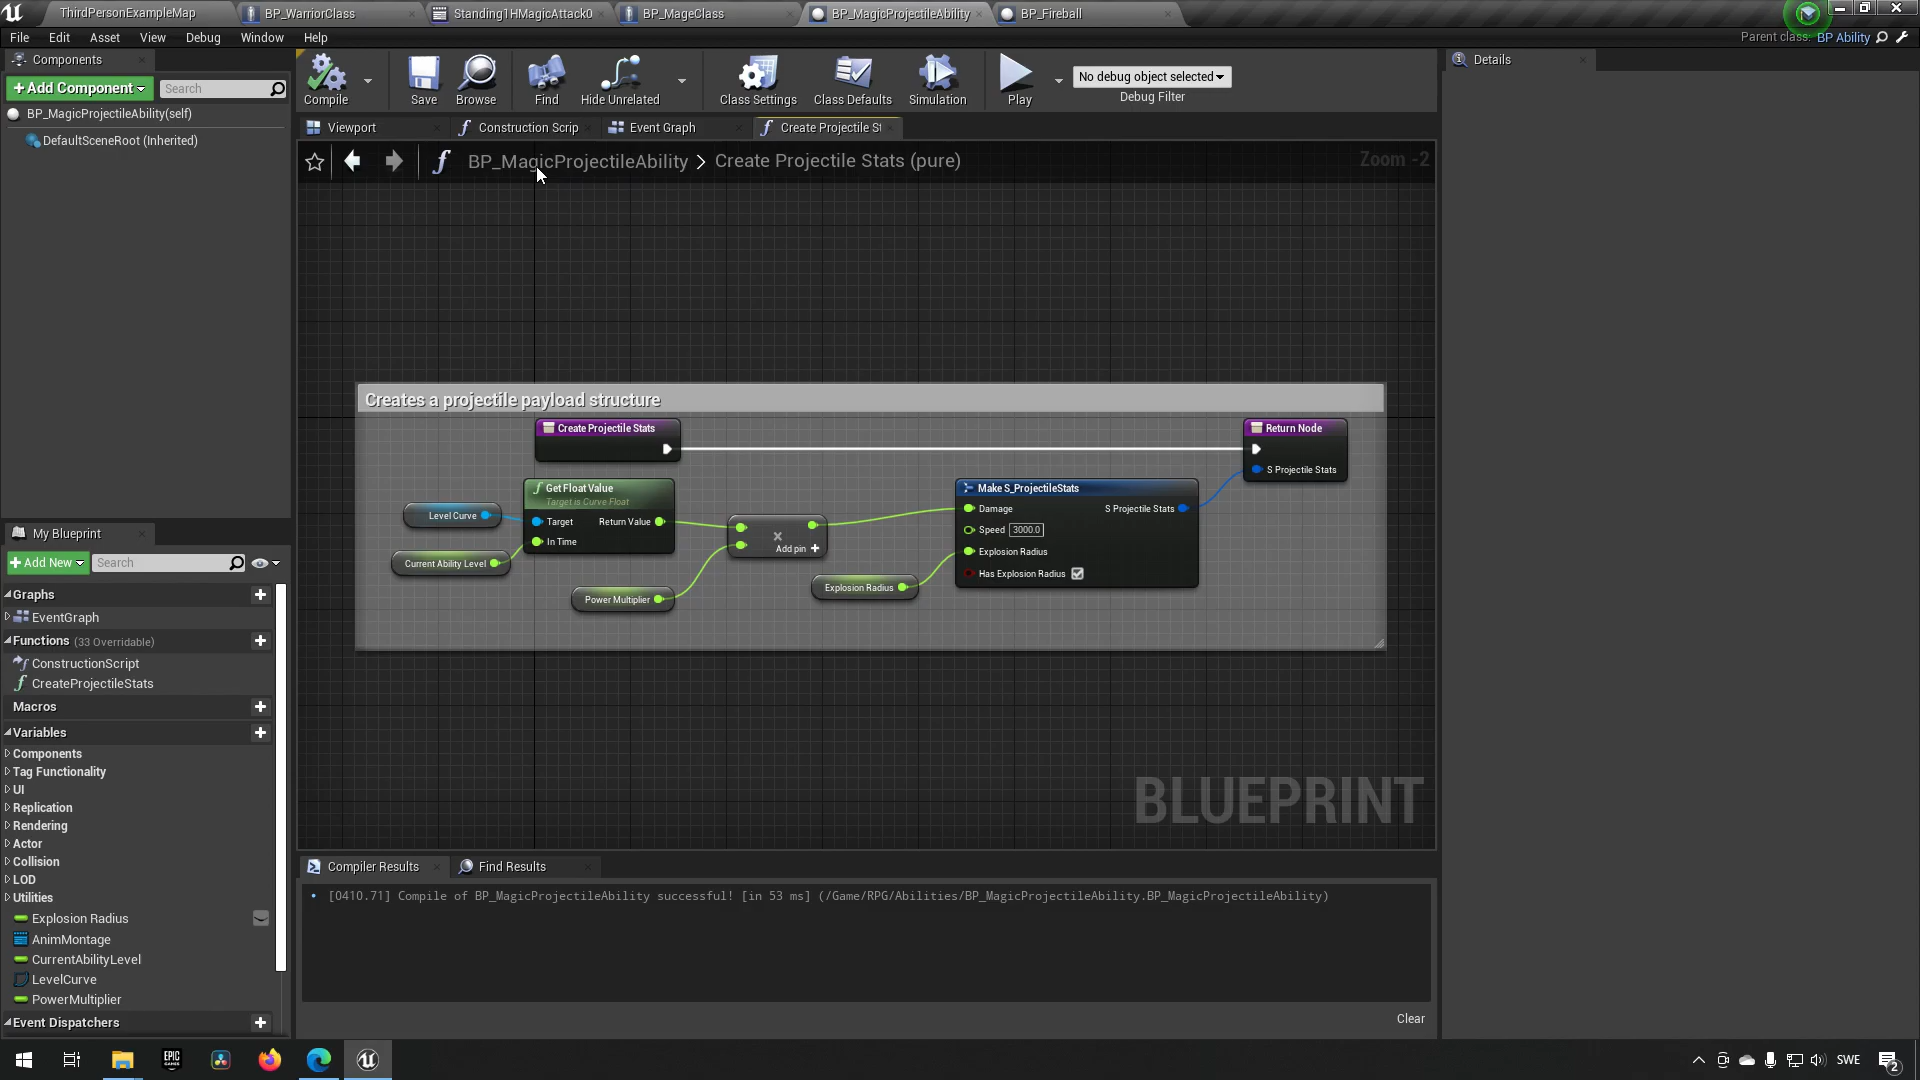 ThirdPersonExampleMap
BP_WarriorClass
Standing1HMagicAttack0
BP_MageClass
BP_MagicProjectileAbility
BP_Fireball
File Edit Asset View Debug Window Help
Parent class: BP Ability
Components
+Add Component
Search
BP_MagicProjectileAbility(self)
DefaultSceneRoot (Inherited)
Compile
Save
Browse
Find
Hide Unrelated
Class Settings
Class Defaults
Simulation
Play
No debug object selected
Debug Filter
Details
Viewport
Construction Scrip
Event Graph
Create Projectile St
BP_MagicProjectileAbility > Create Projectile Stats (pure)
Zoom -2
Creates a projectile payload structure
Create Projectile Stats
Return Node
S Projectile Stats
Get Float Value
Target is Curve Float
Target
Return Value
In Time
Level Curve
Current Ability Level
Power Multiplier
Add pin +
Explosion Radius
Make S_ProjectileStats
Damage
S Projectile Stats
Speed 3000.0
Explosion Radius
Has Explosion Radius
BLUEPRINT
My Blueprint
+Add New
Search
Graphs
EventGraph
Functions (33 Overridable)
ConstructionScript
CreateProjectileStats
Macros
Variables
Components
Tag Functionality
UI
Replication
Rendering
Actor
Collision
LOD
Utilities
Explosion Radius
AnimMontage
CurrentAbilityLevel
LevelCurve
PowerMultiplier
Event Dispatchers
Compiler Results
Find Results
[0410.71] Compile of BP_MagicProjectileAbility successful! [in 53 ms] (/Game/RPG/Abilities/BP_MagicProjectileAbility.BP_MagicProjectileAbility)
Clear
EPIC
GAMES
SWE
2